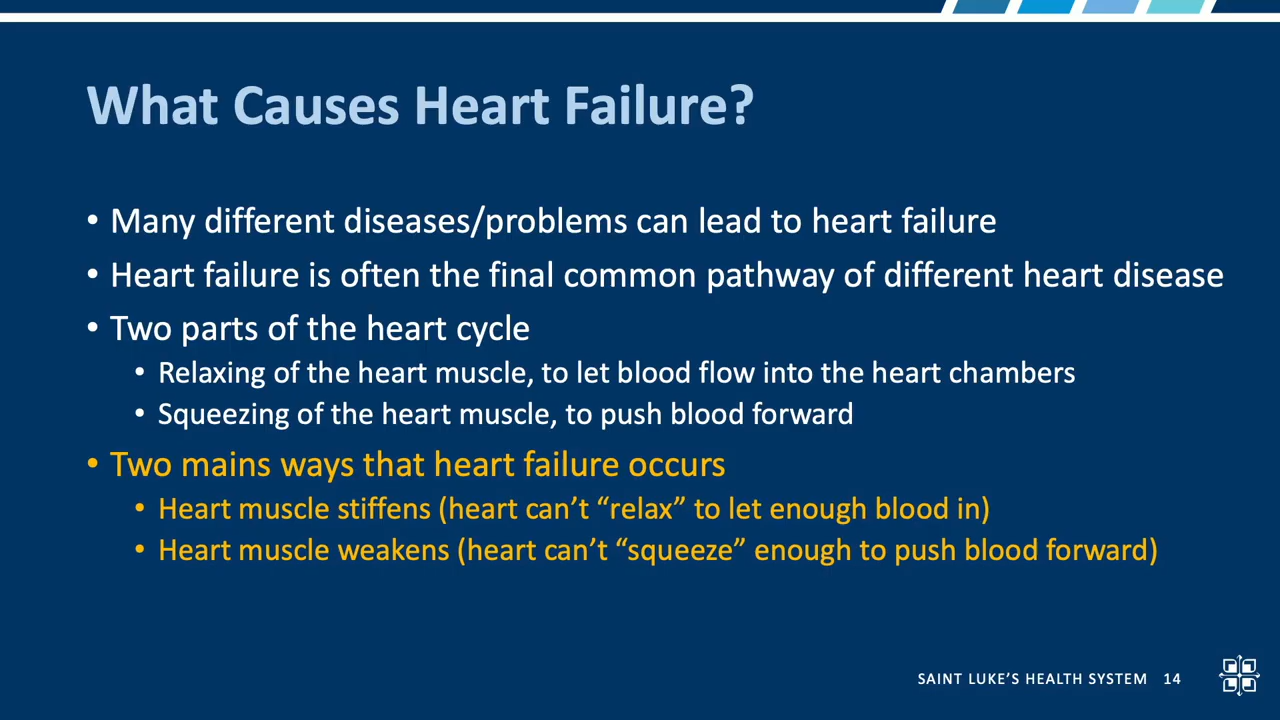 What Causes Heart Failure?
• Many different diseases/problems can lead to heart failure
• Heart failure is often the final common pathway of different heart disease
• Two parts of the heart cycle
• Relaxing of the heart muscle, to let blood flow into the heart chambers
• Squeezing of the heart muscle, to push blood forward
• Two mains ways that heart failure occurs
• Heart muscle stiffens (heart can’t “relax” to let enough blood in)
• Heart muscle weakens (heart can’t “squeeze” enough to push blood forward)
SAINT LUKE’S HEALTH SYSTEM 14